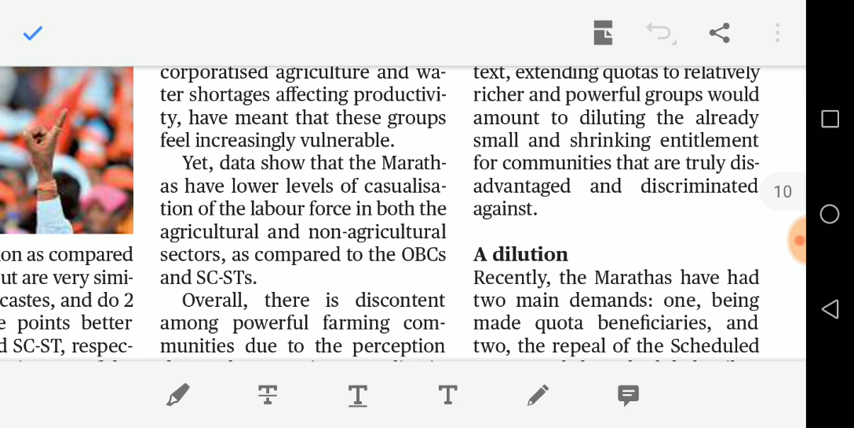 on as compared
ut are very simi-
castes, and do 2
e points better
d SC-ST, respec-
corporatised agriculture and wa-
ter shortages affecting productivi-
ty, have meant that these groups
feel increasingly vulnerable.
Yet, data show that the Marath-
as have lower levels of casualisa-
tion of the labour force in both the
agricultural and non-agricultural
sectors, as compared to the OBCs
and SC-STs.
Overall, there is discontent
among powerful farming com-
munities due to the perception
text, extending quotas to relatively
richer and powerful groups would
amount to diluting the already
small and shrinking entitlement
for communities that are truly dis-
advantaged and discriminated
against.
A dilution
Recently, the Marathas have had
two main demands: one, being
made quota beneficiaries, and
two, the repeal of the Scheduled
10